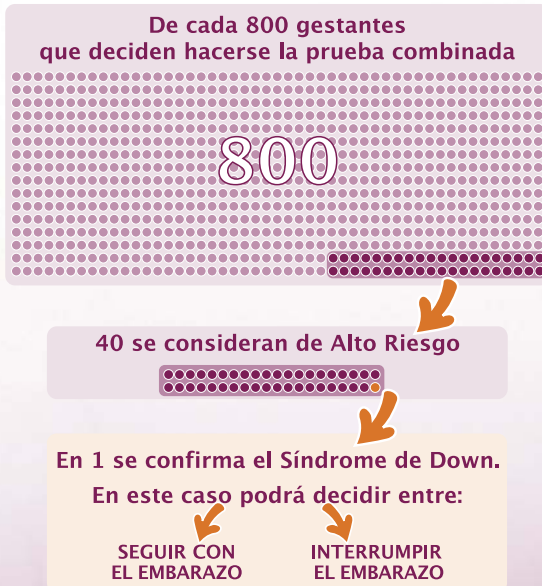 De cada 800 gestantes
que deciden hacerse la prueba combinada
800
40 se consideran de Alto Riesgo
En 1 se confirma el Síndrome de Down.
En este caso podrá decidir entre:
SEGUIR CON
EL EMBARAZO
INTERRUMPIR
EL EMBARAZO